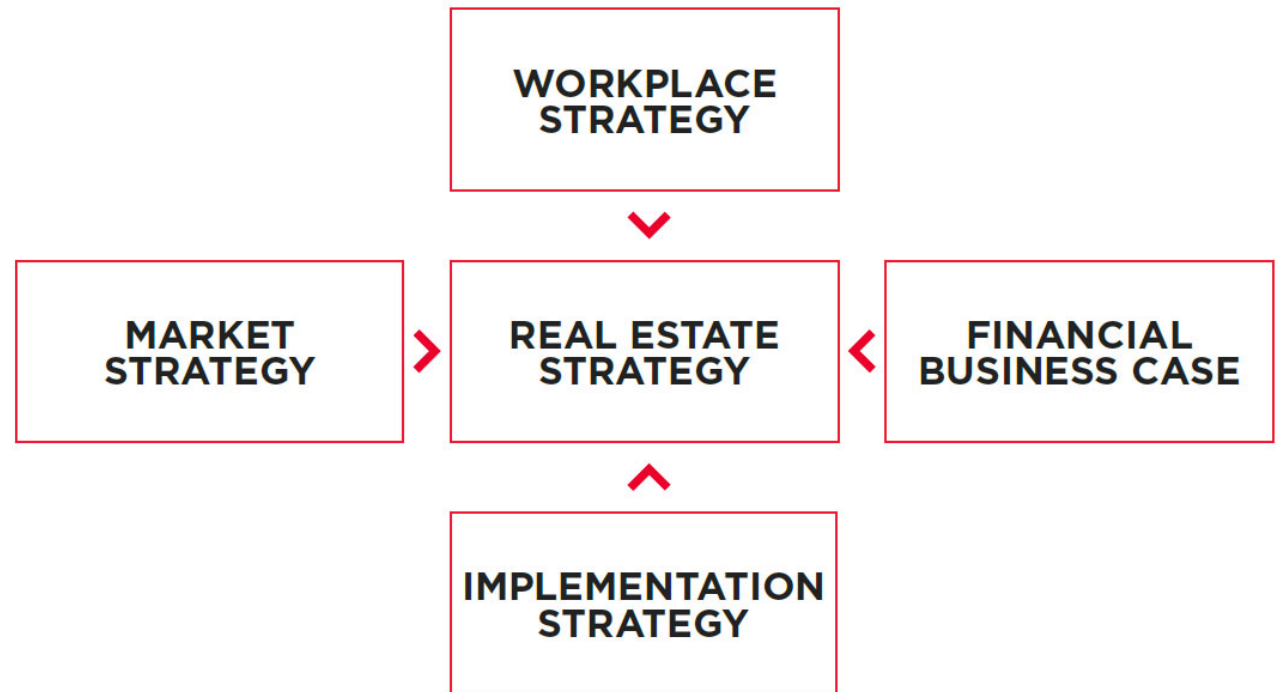 WORKPLACE
STRATEGY
MARKET
STRATEGY
REAL ESTATE
STRATEGY
FINANCIAL
BUSINESS CASE
IMPLEMENTATION
STRATEGY